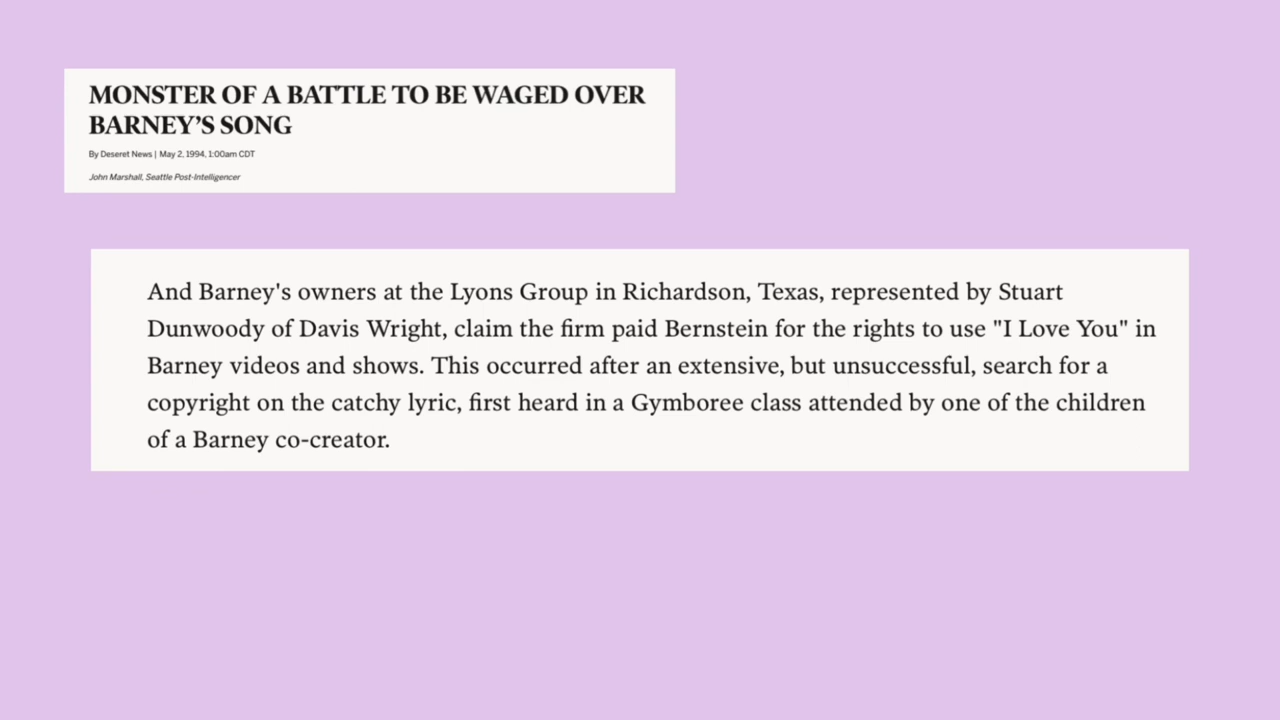 MONSTER OF A BATTLE TO BE WAGED OVER
BARNEY’S SONG
By Deseret News | May 2, 1994, 1:00am CDT
John Marshall, Seattle Post-Intelligencer
And Barney's owners at the Lyons Group in Richardson, Texas, represented by Stuart
Dunwoody of Davis Wright, claim the firm paid Bernstein for the rights to use "I Love You" in
Barney videos and shows. This occurred after an extensive, but unsuccessful, search for a
copyright on the catchy lyric, first heard in a Gymboree class attended by one of the children
of a Barney co-creator.